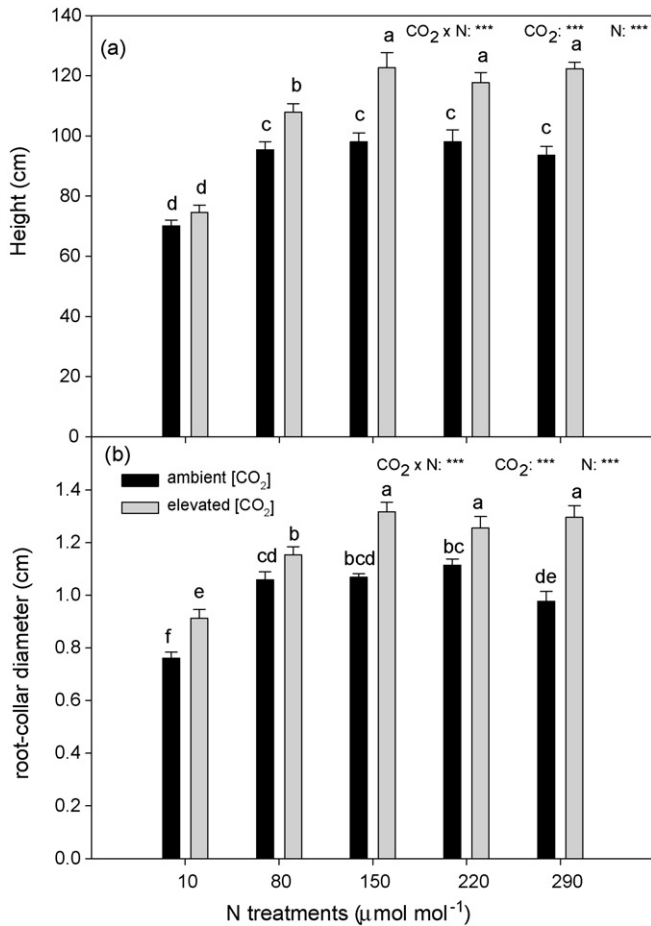 (a)
CO₂ x N: *** CO₂: *** N: ***
Height (cm)
140
120
100
80
60
40
20
0
d d
c b
c a
c a
c a
(b)
CO₂ x N: *** CO₂: *** N: ***
ambient [CO₂]
elevated [CO₂]
root-collar diameter (cm)
1.4
1.2
1.0
0.8
0.6
0.4
0.2
0.0
f e
cd b
bcd a
bc a
de a
10 80 150 220 290
N treatments (μmol mol⁻¹)